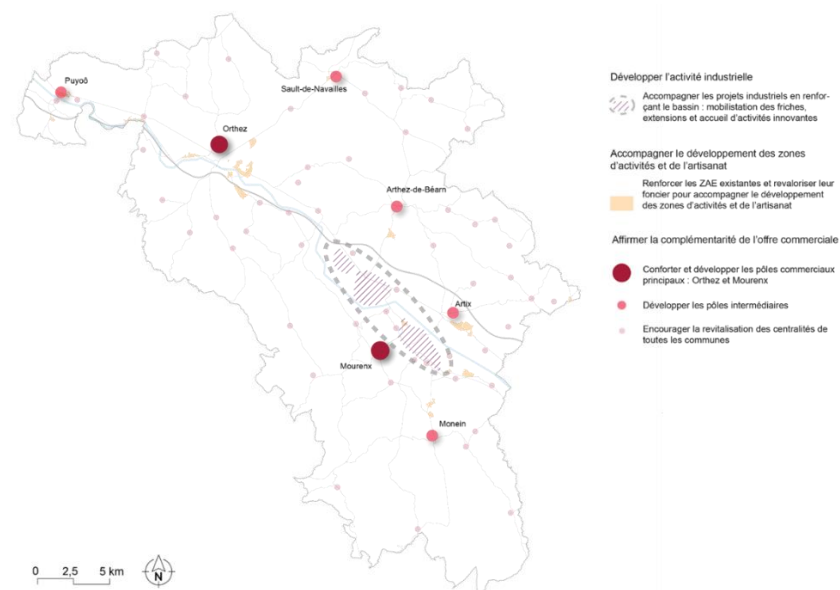 Puyoô
Sault-de-Navailles
Orthez
Arthez-de-Béarn
Artix
Mourenx
Monein
0 2,5 5 km
N
Développer l'activité industrielle
Accompagner les projets industriels en renfor-
çant le bassin : mobilistation des friches,
extensions et accueil d'activités innovantes
Accompagner le développement des zones
d'activités et de l'artisanat
Renforcer les ZAE existantes et revaloriser leur
foncier pour accompagner le développement
des zones d'activités et de l'artisanat
Affirmer la complémentarité de l'offre commerciale
Conforter et développer les pôles commerciaux
principaux : Orthez et Mourenx
Développer les pôles intermédiaires
Encourager la revitalisation des centralités de
toutes les communes